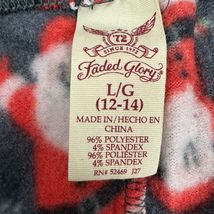 72
SINCE 1972
Faded Glory
L/G
(12-14)
MADE IN/HECHO EN
CHINA
96% POLYESTER
4% SPANDEX
96% POLIÉSTER
4% SPANDEX
RN# 52469 J27